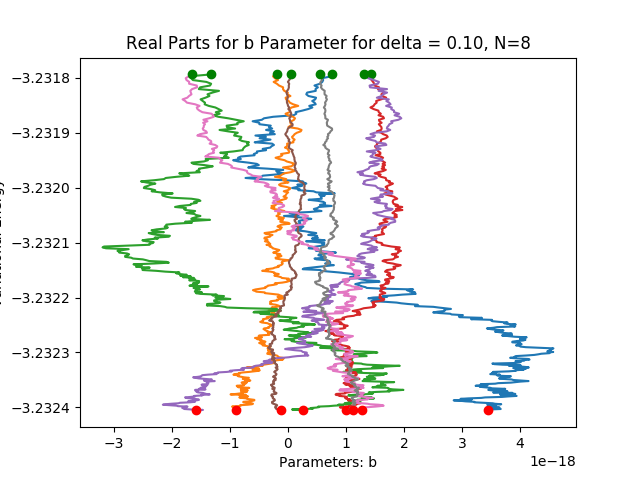 Real Parts for b Parameter for delta = 0.10, N=8
−3.2318
−3.2319
−3.2320
−3.2321
−3.2322
−3.2323
−3.2324
−3 −2 −1 0 1 2 3 4
1e−18
Parameters: b